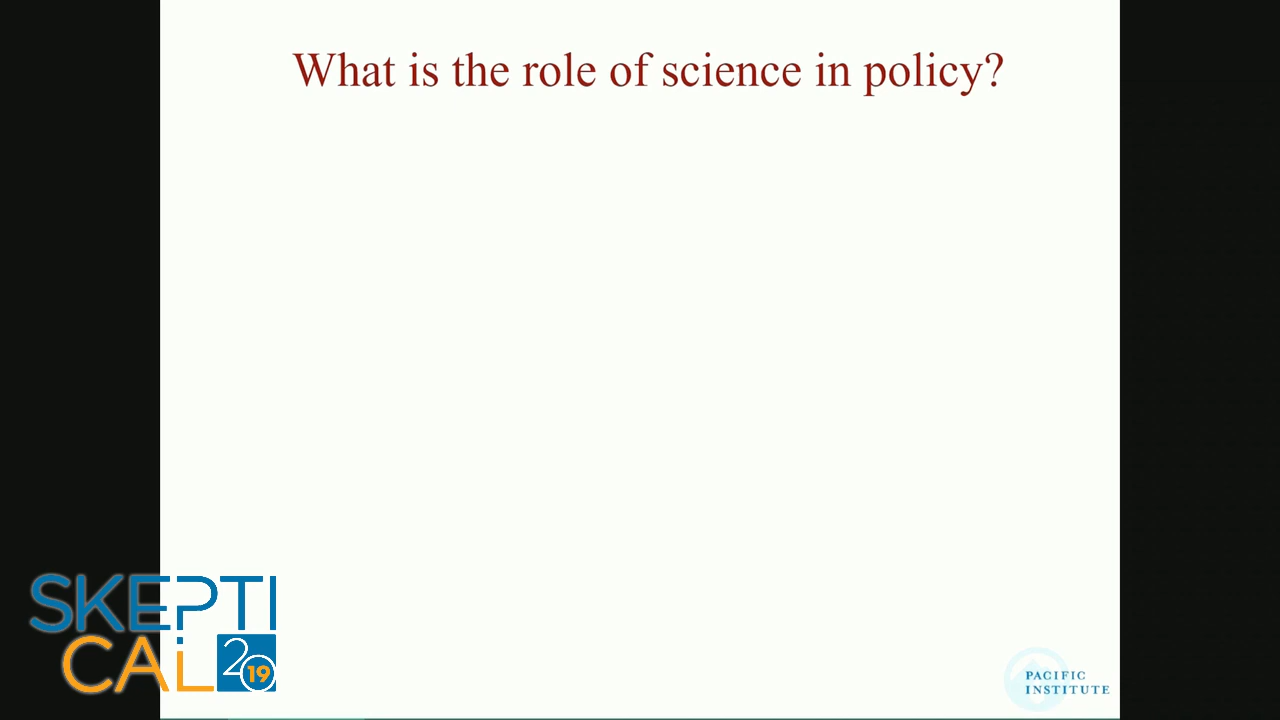 What is the role of science in policy?
SKEPTI
CAL 2019
PACIFIC
INSTITUTE